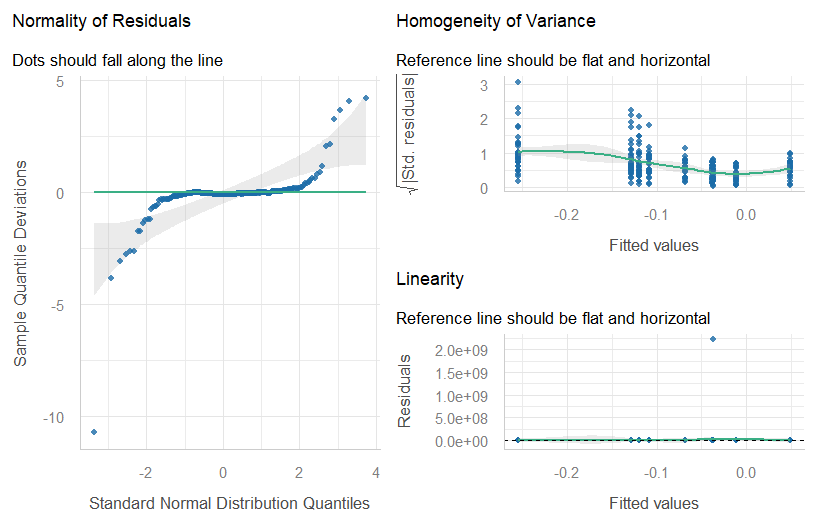 Normality of Residuals
Dots should fall along the line
Sample Quantile Deviations
5
0
-5
-10
-2
0
2
4
Standard Normal Distribution Quantiles
Homogeneity of Variance
Reference line should be flat and horizontal
√|Std. residuals|
3
2
1
0
-0.2
-0.1
0.0
Fitted values
Linearity
Reference line should be flat and horizontal
Residuals
2.0e+09
1.5e+09
1.0e+09
5.0e+08
0.0e+00
-0.2
-0.1
0.0
Fitted values